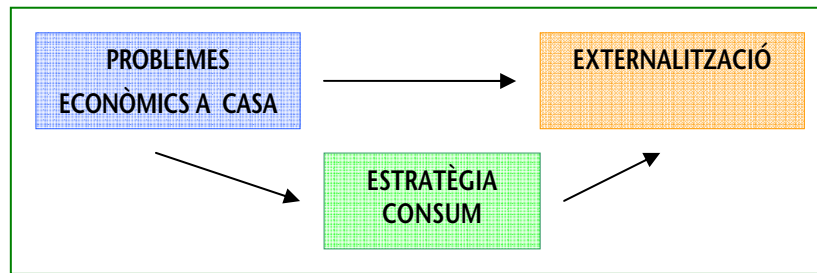 PROBLEMES
ECONÒMICS A CASA
EXTERNALITZACIÓ
ESTRATÈGIA
CONSUM